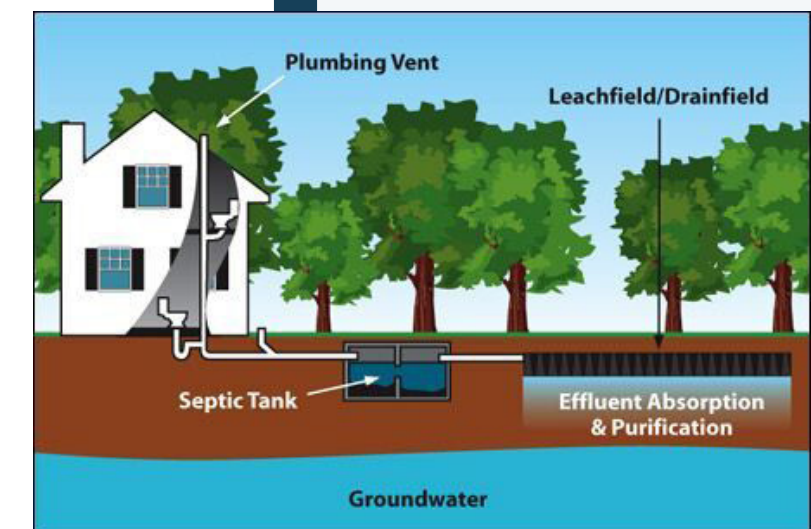 Plumbing Vent
Leachfield/Drainfield
Septic Tank
Effluent Absorption
& Purification
Groundwater